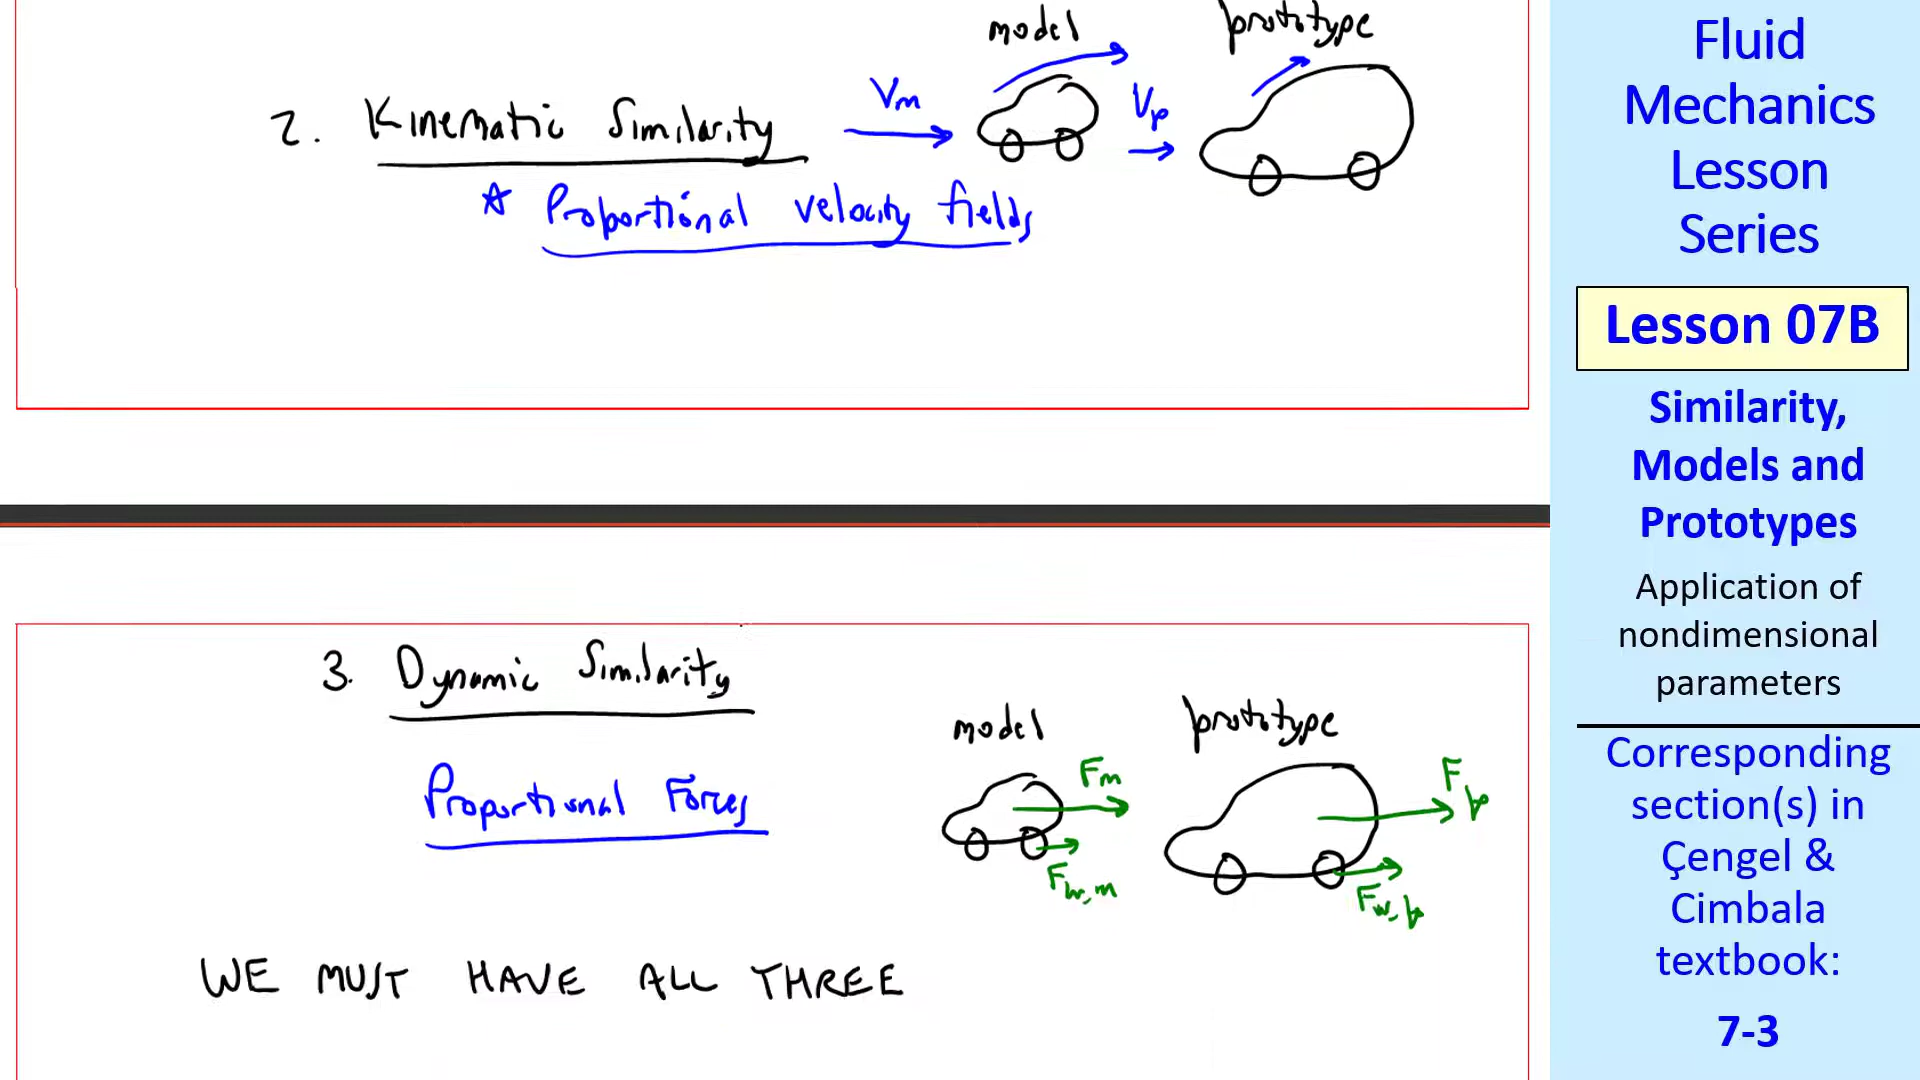 model prototype
2. Kinematic Similarity Vm Vp
* Proportional velocity fields
3. Dynamic Similarity
model prototype
Proportional Forces
Fm Fp
Fw,m Fw,p
WE MUST HAVE ALL THREE
Fluid
Mechanics
Lesson
Series
Lesson 07B
Similarity,
Models and
Prototypes
Application of
nondimensional
parameters
Corresponding
section(s) in
Çengel &
Cimbala
textbook:
7-3